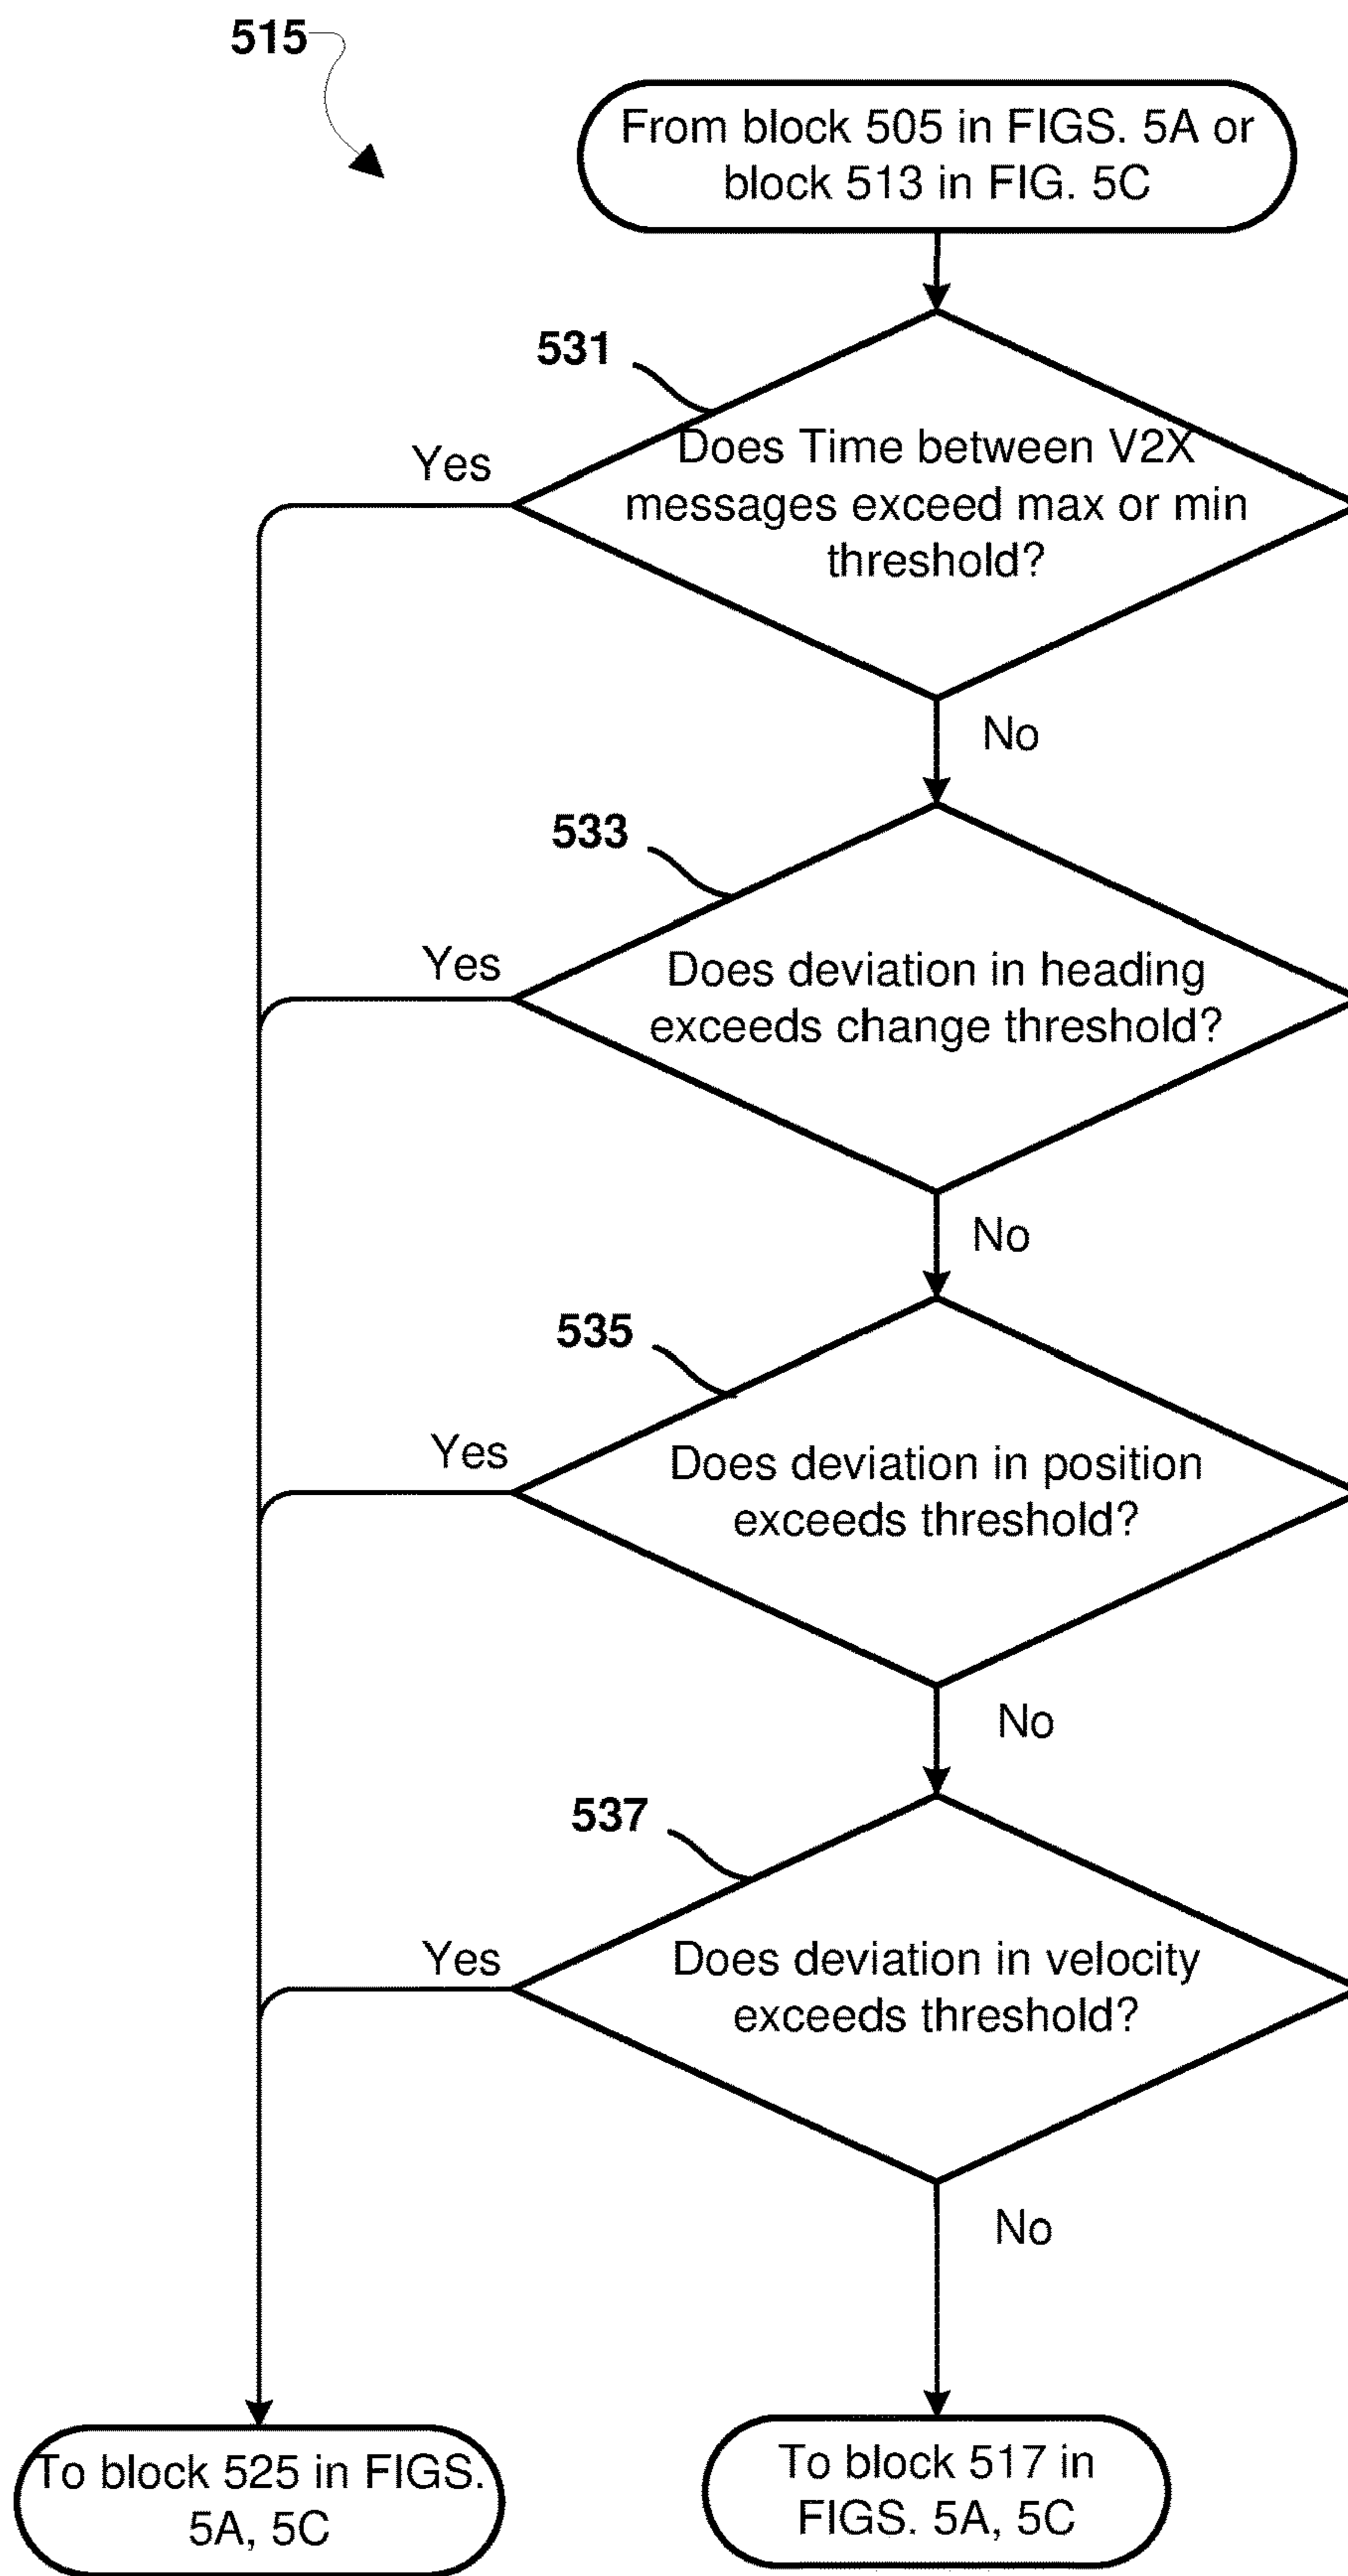 515
From block 505 in FIGS. 5A or
block 513 in FIG. 5C
531
Yes
Does Time between V2X
messages exceed max or min
threshold?
No
533
Yes
Does deviation in heading
exceeds change threshold?
No
535
Yes
Does deviation in position
exceeds threshold?
No
537
Yes
Does deviation in velocity
exceeds threshold?
No
To block 525 in FIGS.
5A, 5C
To block 517 in
FIGS. 5A, 5C